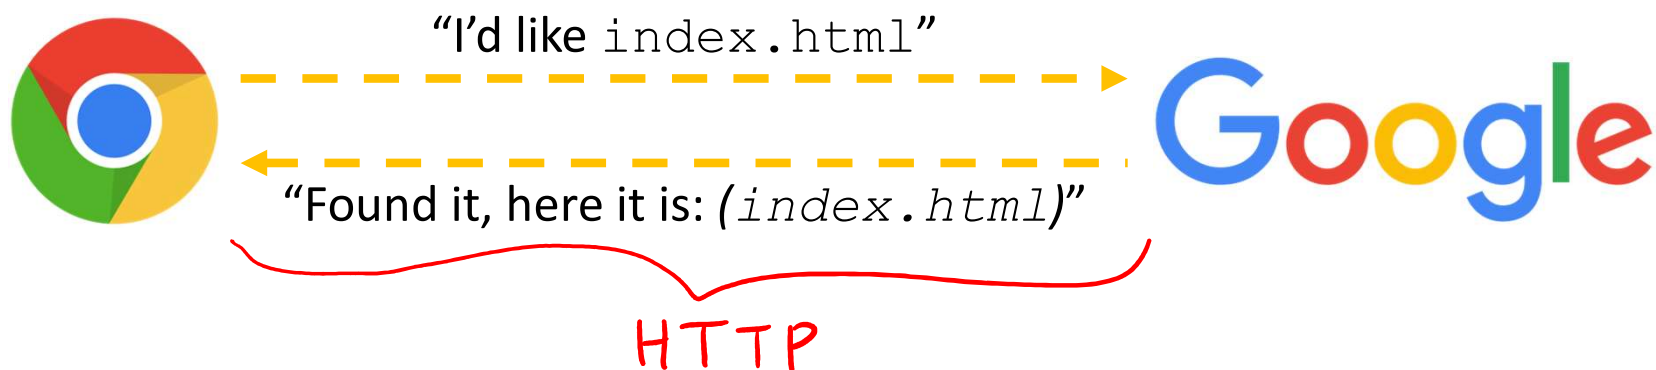 “I’d like index.html”
Google
“Found it, here it is: (index.html)”
HTTP